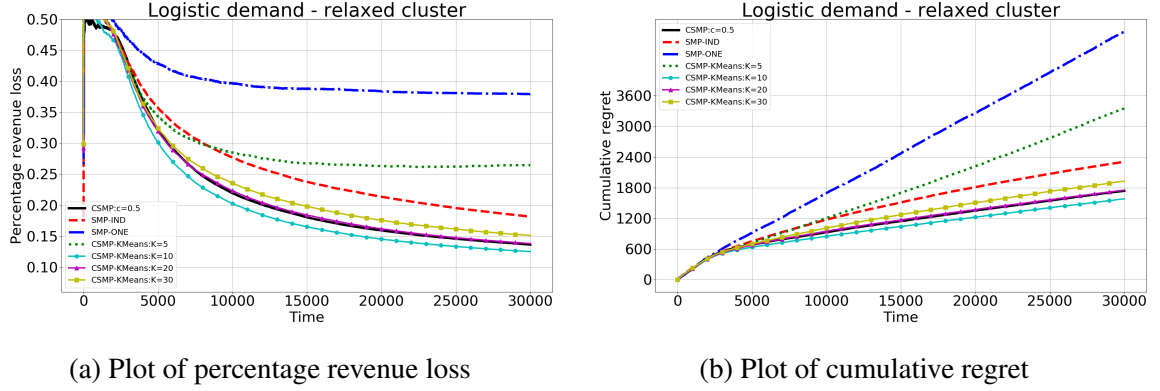 Logistic demand - relaxed cluster
Percentage revenue loss
0.50
0.45
0.40
0.35
0.30
0.25
0.20
0.15
0.10
CSMP:c=0.5
SMP-IND
SMP-ONE
CSMP-KMeans:K=5
CSMP-KMeans:K=10
CSMP-KMeans:K=20
CSMP-KMeans:K=30
0 5000 10000 15000 20000 25000 30000
Time
(a) Plot of percentage revenue loss
Logistic demand - relaxed cluster
Cumulative regret
CSMP:c=0.5
SMP-IND
SMP-ONE
CSMP-KMeans:K=5
CSMP-KMeans:K=10
CSMP-KMeans:K=20
CSMP-KMeans:K=30
3600
3000
2400
1800
1200
600
0
0 5000 10000 15000 20000 25000 30000
Time
(b) Plot of cumulative regret